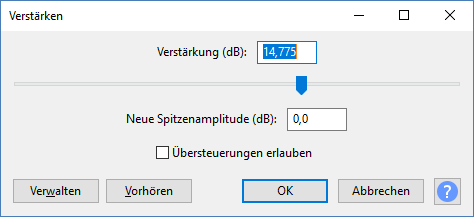 Verstärken
Verstärkung (dB): 14,775
Neue Spitzenamplitude (dB): 0,0
Übersteuerungen erlauben
Verwalten Vorhören OK Abbrechen ?